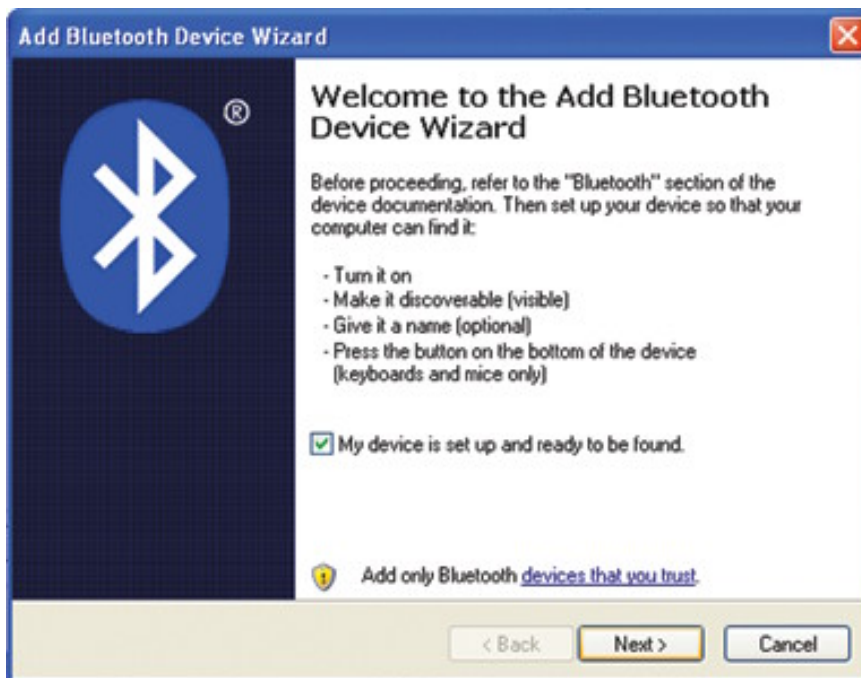 Add Bluetooth Device Wizard
®
Welcome to the Add Bluetooth
Device Wizard
Before proceeding, refer to the "Bluetooth" section of the
device documentation. Then set up your device so that your
computer can find it:
- Turn it on
- Make it discoverable (visible)
- Give it a name (optional)
- Press the button on the bottom of the device
(keyboards and mice only)
My device is set up and ready to be found.
Add only Bluetooth devices that you trust.
< Back Next > Cancel